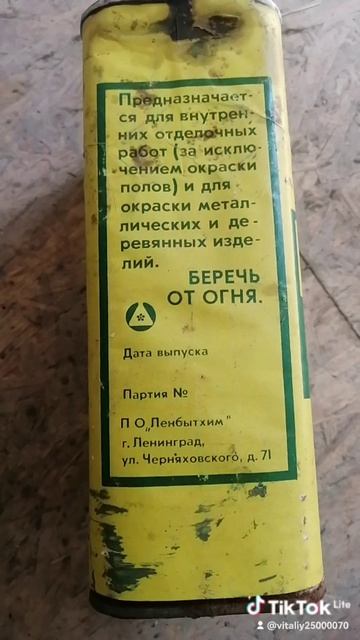 Предназначает-
ся для внутрен-
них отделочных
работ (за исклю-
чением окраски
полов) и для
окраски метал-
лических и де-
ревянных изде-
лий.
БЕРЕЧЬ
ОТ ОГНЯ.
Дата выпуска
Партия №
П О „Ленбытхим"
г. Ленинград,
ул. Черняховского, д. 71
TikTok Lite
@vitaliy25000070